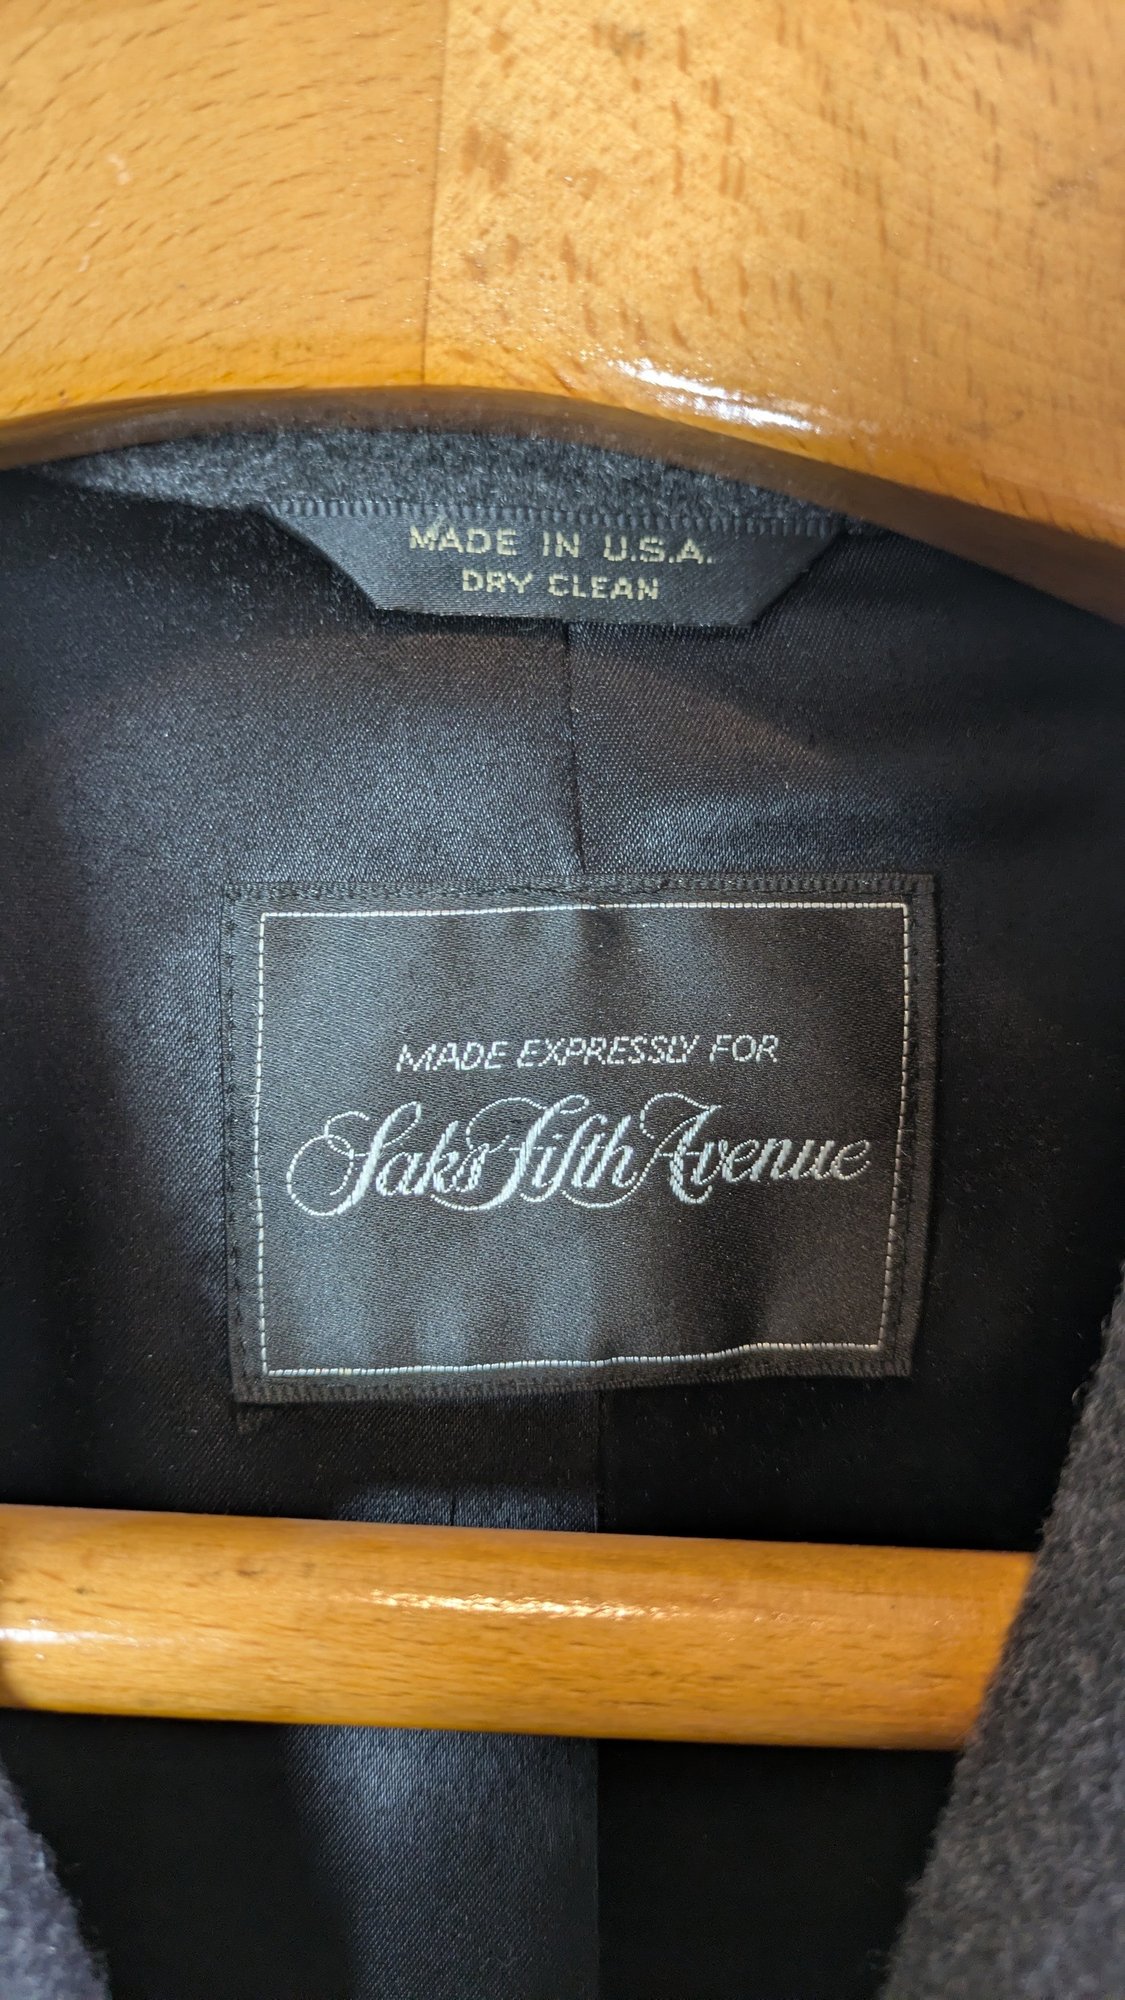 MADE IN U.S.A.
DRY CLEAN
MADE EXPRESSLY FOR
Saks Fifth Avenue